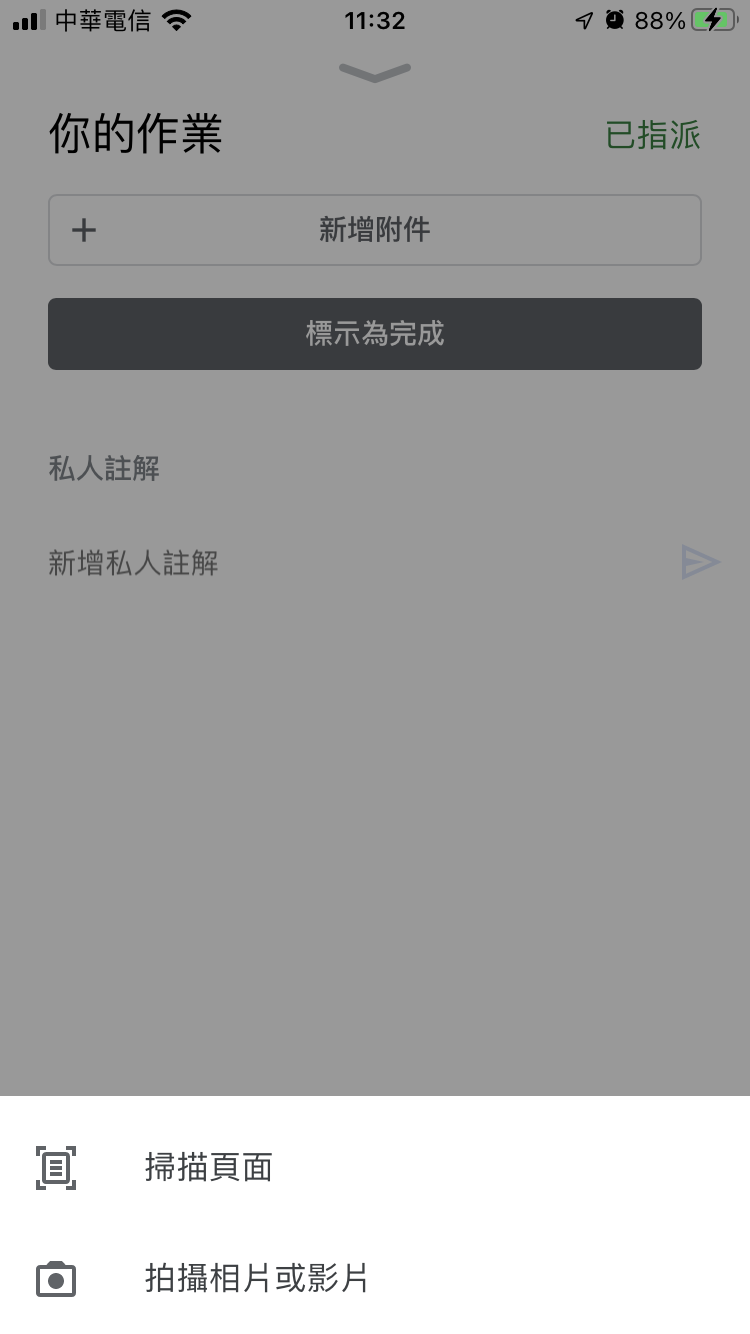 中華電信 11:32 88%
你的作業 已指派
新增附件
標示為完成
私人註解
新增私人註解
掃描頁面
拍攝相片或影片